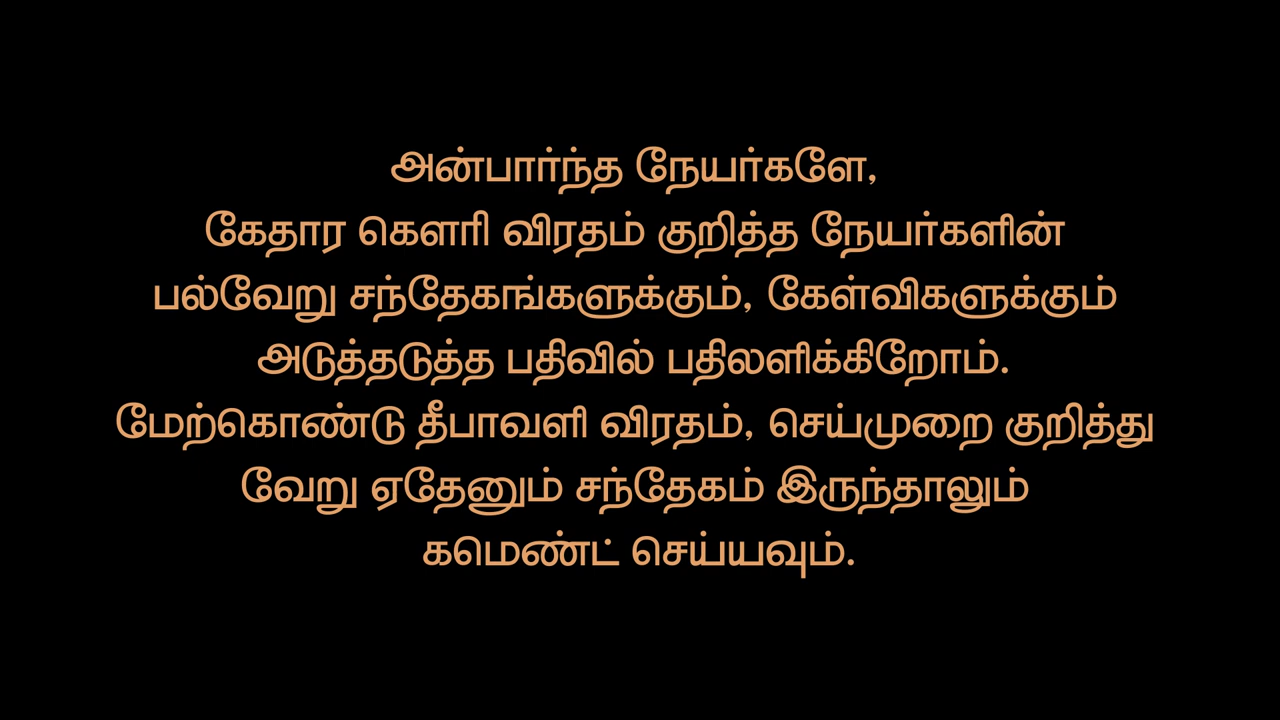 அன்பார்ந்த நேயர்களே,
கேதார கௌரி விரதம் குறித்த நேயர்களின்
பல்வேறு சந்தேகங்களுக்கும், கேள்விகளுக்கும்
அடுத்தடுத்த பதிவில் பதிலளிக்கிறோம்.
மேற்கொண்டு தீபாவளி விரதம், செய்முறை குறித்து
வேறு ஏதேனும் சந்தேகம் இருந்தாலும்
கமெண்ட் செய்யவும்.